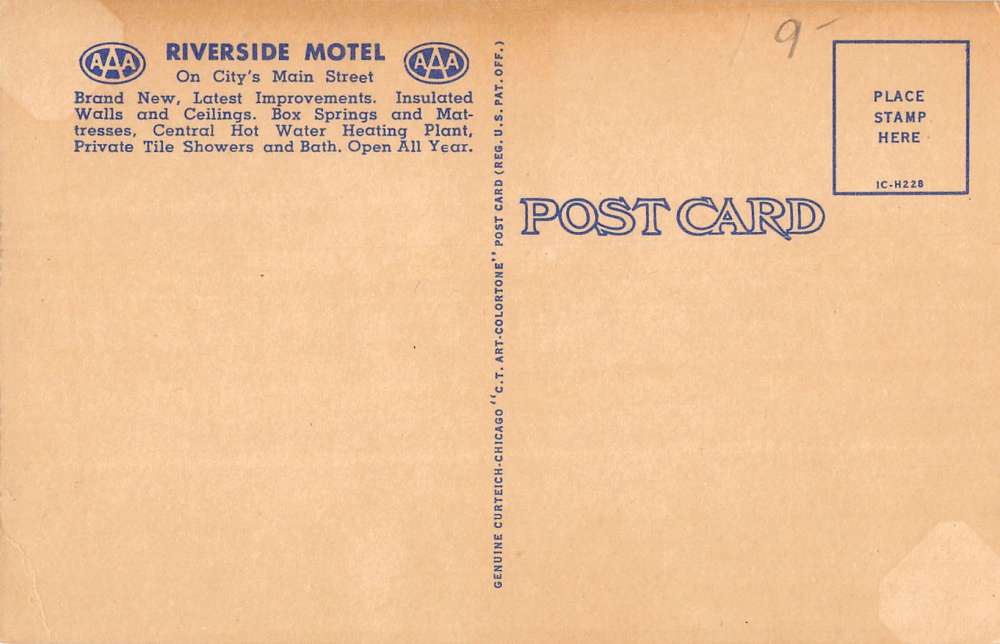 AAA RIVERSIDE MOTEL AAA
On City's Main Street
Brand New, Latest Improvements. Insulated
Walls and Ceilings. Box Springs and Mat-
tresses, Central Hot Water Heating Plant,
Private Tile Showers and Bath. Open All Year.
GENUINE CURTEICH-CHICAGO "C.T. ART-COLORTONE" POST CARD (REG. U.S. PAT. OFF.)
9-
PLACE
STAMP
HERE
1C-H228
POST CARD